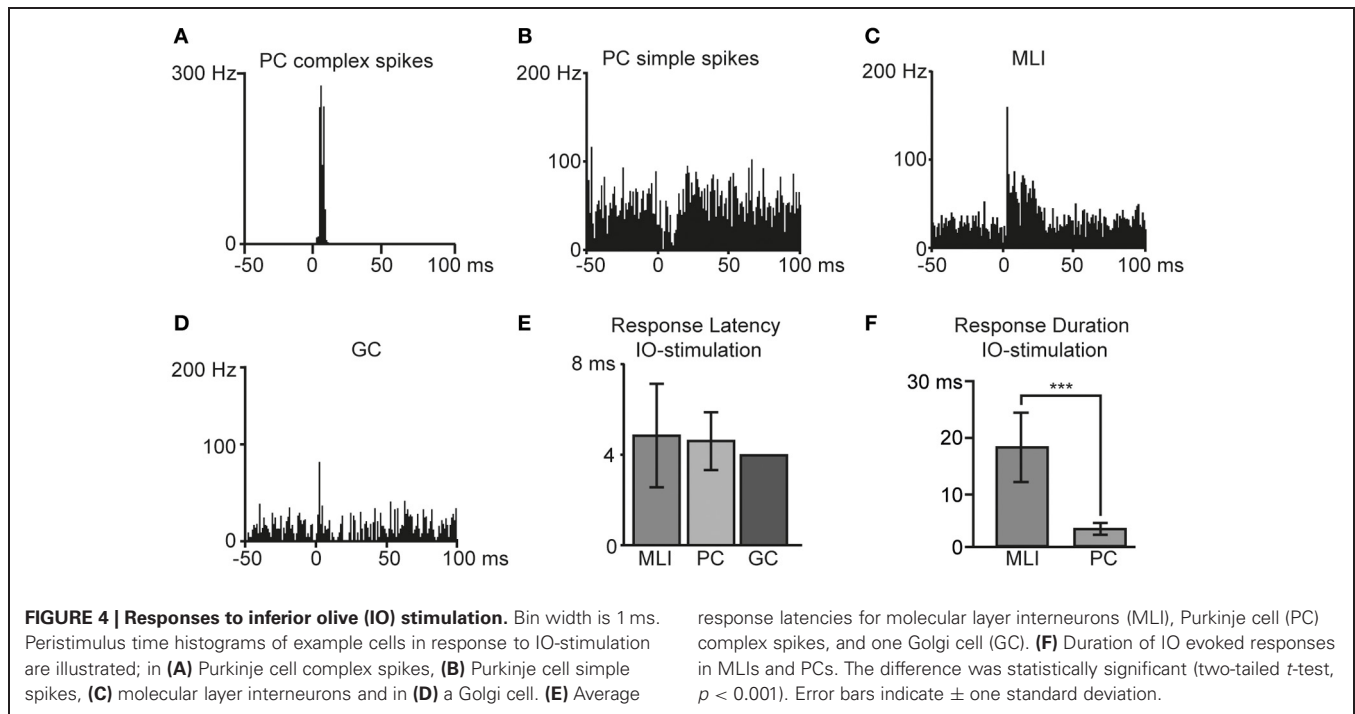 A
PC complex spikes
300 Hz
0
-50 0 50 100 ms
B
PC simple spikes
200 Hz
100
0
-50 0 50 100 ms
C
MLI
200 Hz
100
0
-50 0 50 100 ms
D
GC
200 Hz
100
0
-50 0 50 100 ms
E
Response Latency
IO-stimulation
8 ms
4
0
MLI PC GC
F
Response Duration
IO-stimulation
30 ms
20
10
0
***
MLI PC
FIGURE 4 | Responses to inferior olive (IO) stimulation. Bin width is 1 ms.
Peristimulus time histograms of example cells in response to IO-stimulation
are illustrated; in (A) Purkinje cell complex spikes, (B) Purkinje cell simple
spikes, (C) molecular layer interneurons and in (D) a Golgi cell. (E) Average
response latencies for molecular layer interneurons (MLI), Purkinje cell (PC)
complex spikes, and one Golgi cell (GC). (F) Duration of IO evoked responses
in MLIs and PCs. The difference was statistically significant (two-tailed t-test,
p < 0.001). Error bars indicate ± one standard deviation.